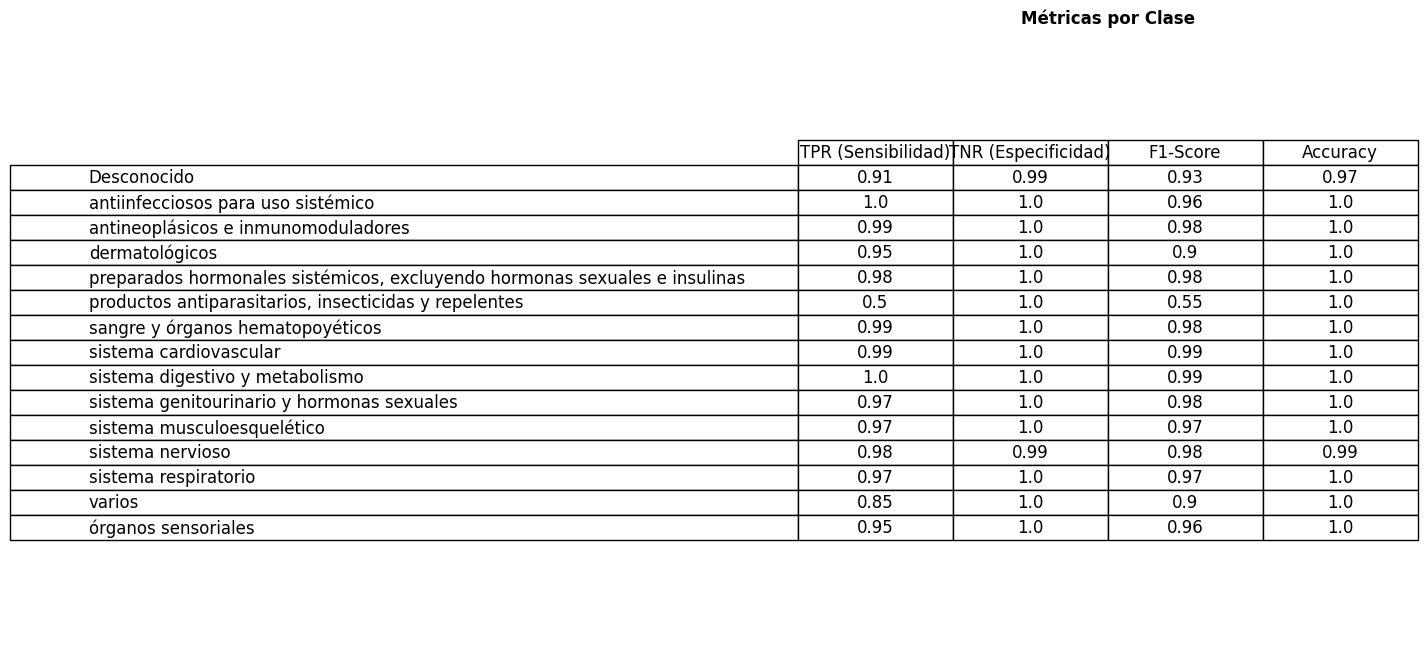 Métricas por Clase
TPR (Sensibilidad) TNR (Especificidad) F1-Score Accuracy
Desconocido 0.91 0.99 0.93 0.97
antiinfecciosos para uso sistémico 1.0 1.0 0.96 1.0
antineoplásicos e inmunomoduladores 0.99 1.0 0.98 1.0
dermatológicos 0.95 1.0 0.9 1.0
preparados hormonales sistémicos, excluyendo hormonas sexuales e insulinas 0.98 1.0 0.98 1.0
productos antiparasitarios, insecticidas y repelentes 0.5 1.0 0.55 1.0
sangre y órganos hematopoyéticos 0.99 1.0 0.98 1.0
sistema cardiovascular 0.99 1.0 0.99 1.0
sistema digestivo y metabolismo 1.0 1.0 0.99 1.0
sistema genitourinario y hormonas sexuales 0.97 1.0 0.98 1.0
sistema musculoesquelético 0.97 1.0 0.97 1.0
sistema nervioso 0.98 0.99 0.98 0.99
sistema respiratorio 0.97 1.0 0.97 1.0
varios 0.85 1.0 0.9 1.0
órganos sensoriales 0.95 1.0 0.96 1.0